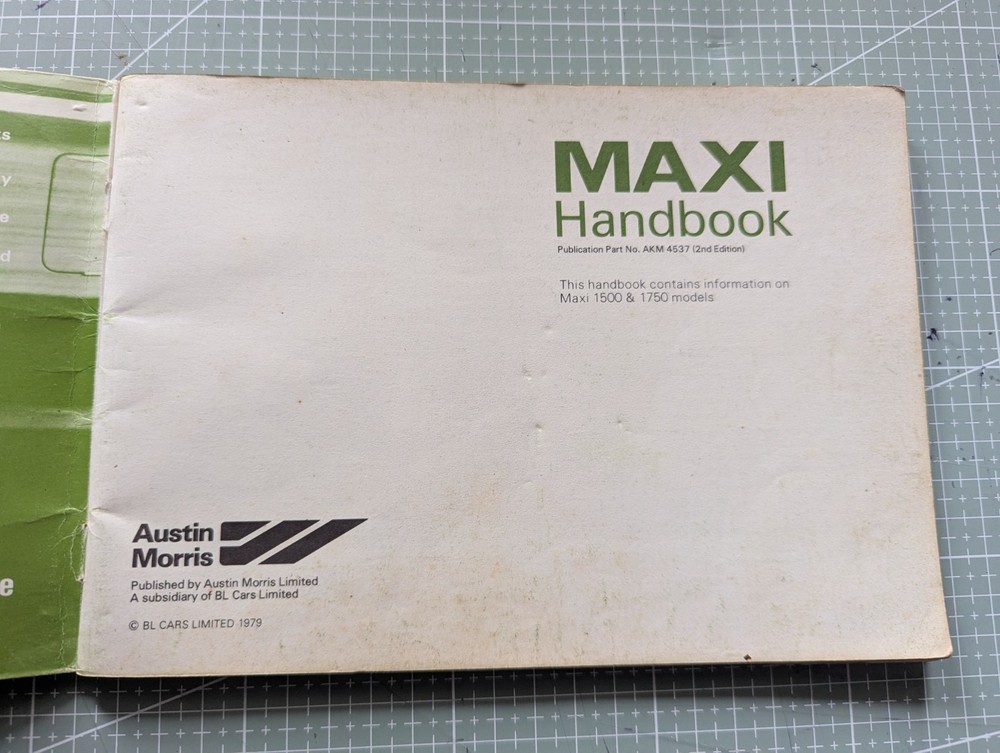 MAXI
Handbook
Publication Part No. AKM 4537 (2nd Edition)
This handbook contains information on
Maxi 1500 & 1750 models
Austin
Morris
Published by Austin Morris Limited
A subsidiary of BL Cars Limited
© BL CARS LIMITED 1979